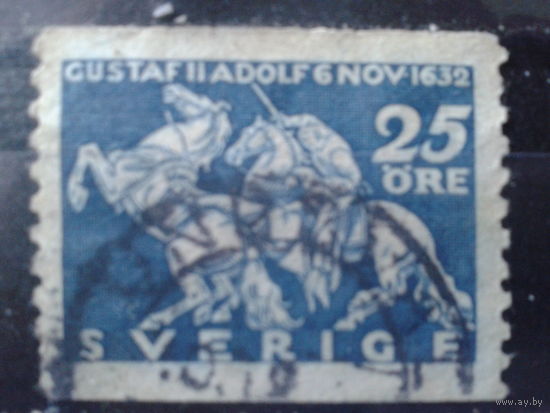 GUSTAF II ADOLF 6 NOV·1632
25
ÖRE
SVERIGE
www.ay.by